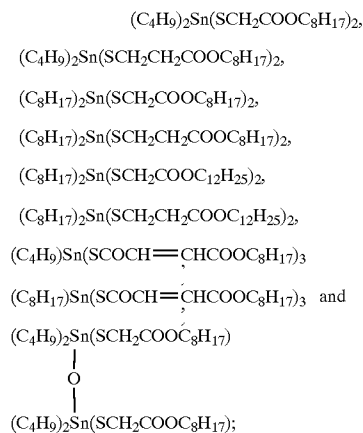 (C4H9)2Sn(SCH2COOC8H17)2,
(C4H9)2Sn(SCH2CH2COOC8H17)2,
(C8H17)2Sn(SCH2COOC8H17)2,
(C8H17)2Sn(SCH2CH2COOC8H17)2,
(C8H17)2Sn(SCH2COOC12H25)2,
(C8H17)2Sn(SCH2CH2COOC12H25)2,
(C4H9)Sn(SCOCH=CHCOOC8H17)3,
(C8H17)Sn(SCOCH=CHCOOC8H17)3, and
(C4H9)2Sn(SCH2COOC8H17)
O
(C4H9)2Sn(SCH2COOC8H17);